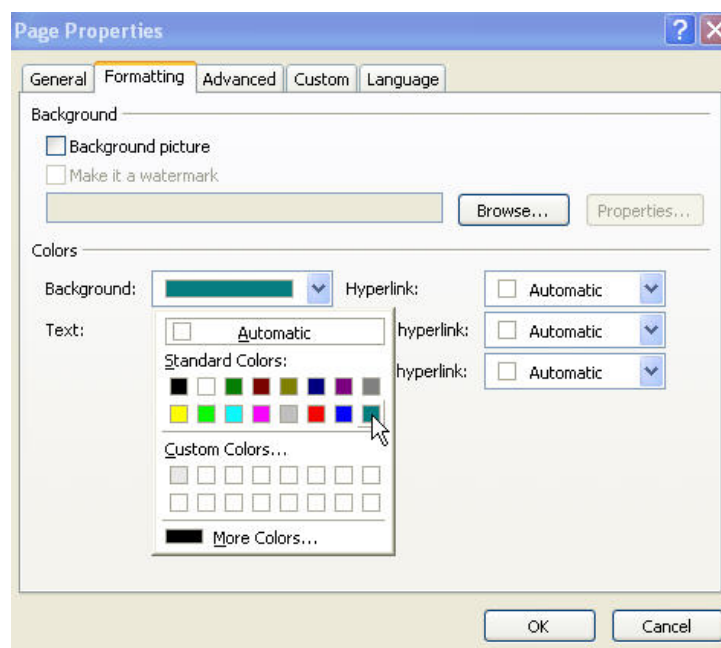 Page Properties
General Formatting Advanced Custom Language
Background
Background picture
Make it a watermark
Browse... Properties...
Colors
Background: Hyperlink: Automatic
Text: Automatic hyperlink: Automatic
Standard Colors:
hyperlink: Automatic
Custom Colors...
More Colors...
OK Cancel